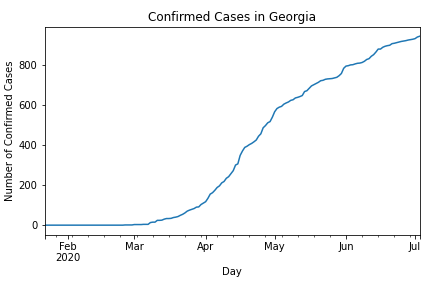 Confirmed Cases in Georgia
Number of Confirmed Cases
800
600
400
200
0
Feb Mar Apr May Jun Jul
2020
Day